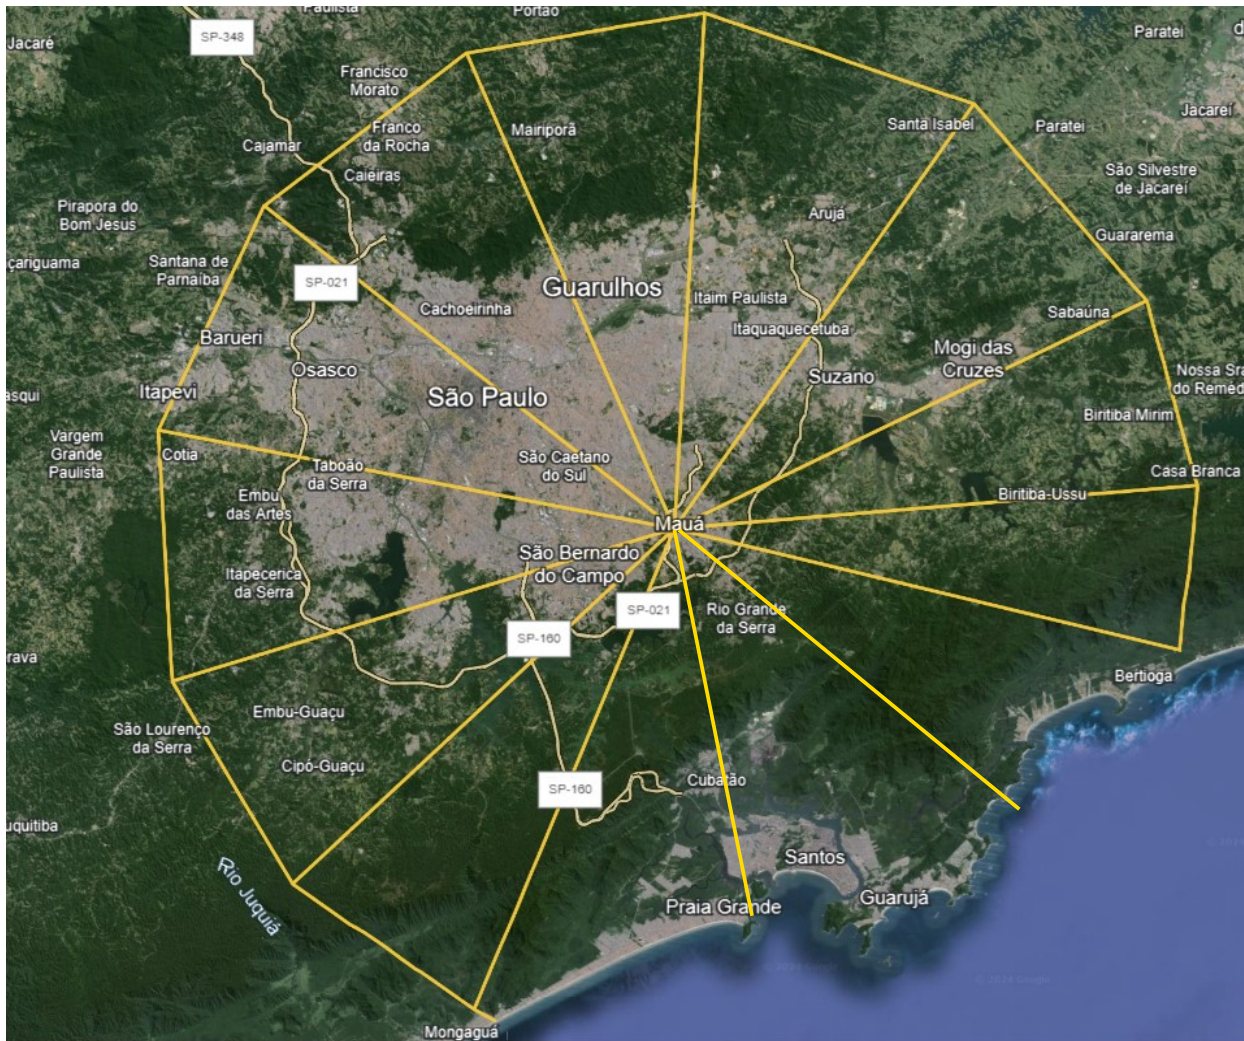 Paulista
Portão
Jacaré
SP-348
Paratei
d
Francisco
Morato
Jacareí
Santa Isabel
Paratei
Mairiporã
Franco
da Rocha
Cajamar
São Silvestre
de Jacareí
Caieiras
Pirapora do
Bom Jesus
Arujá
Guararema
çariguama
Santana de
Parnaíba
SP-021
Guarulhos
Itaim Paulista
Cachoeirinha
Sabaúna
Itaquaquecetuba
Barueri
Mogi das
Cruzes
Osasco
Suzano
Nossa Sra
do Reméd
Itapevi
asqui
São Paulo
Biritiba Mirim
Vargem
Grande
Paulista
Cotia
São Caetano
do Sul
Taboão
da Serra
Casa Branca
Embu
das Artes
Biritiba-Ussu
Mauá
São Bernardo
do Campo
Itapecerica
da Serra
SP-021
Rio Grande
da Serra
SP-160
rava
Bertioga
Embu-Guaçu
São Lourenço
da Serra
Cipó-Guaçu
SP-160
Cubatão
uquitiba
Santos
Rio Juquiá
Guarujá
Praia Grande
Mongaguá